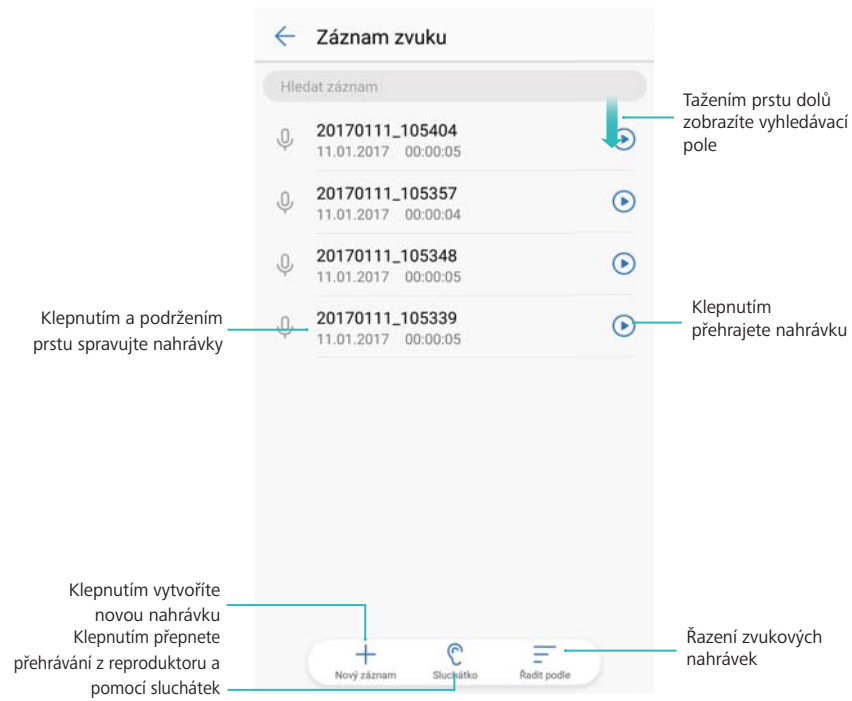 Záznam zvuku
Hledat záznam
20170111_105404
11.01.2017 00:00:05
20170111_105357
11.01.2017 00:00:04
20170111_105348
11.01.2017 00:00:05
20170111_105339
11.01.2017 00:00:05
Tažením prstu dolů
zobrazíte vyhledávací
pole
Klepnutím a podržením
prstu spravujte nahrávky
Klepnutím
přehrajete nahrávku
Klepnutím vytvoříte
novou nahrávku
Klepnutím přepnete
přehrávání z reproduktoru a
pomocí sluchátek
Nový záznam
Sluchátko
Řadit podle
Řazení zvukových
nahrávek